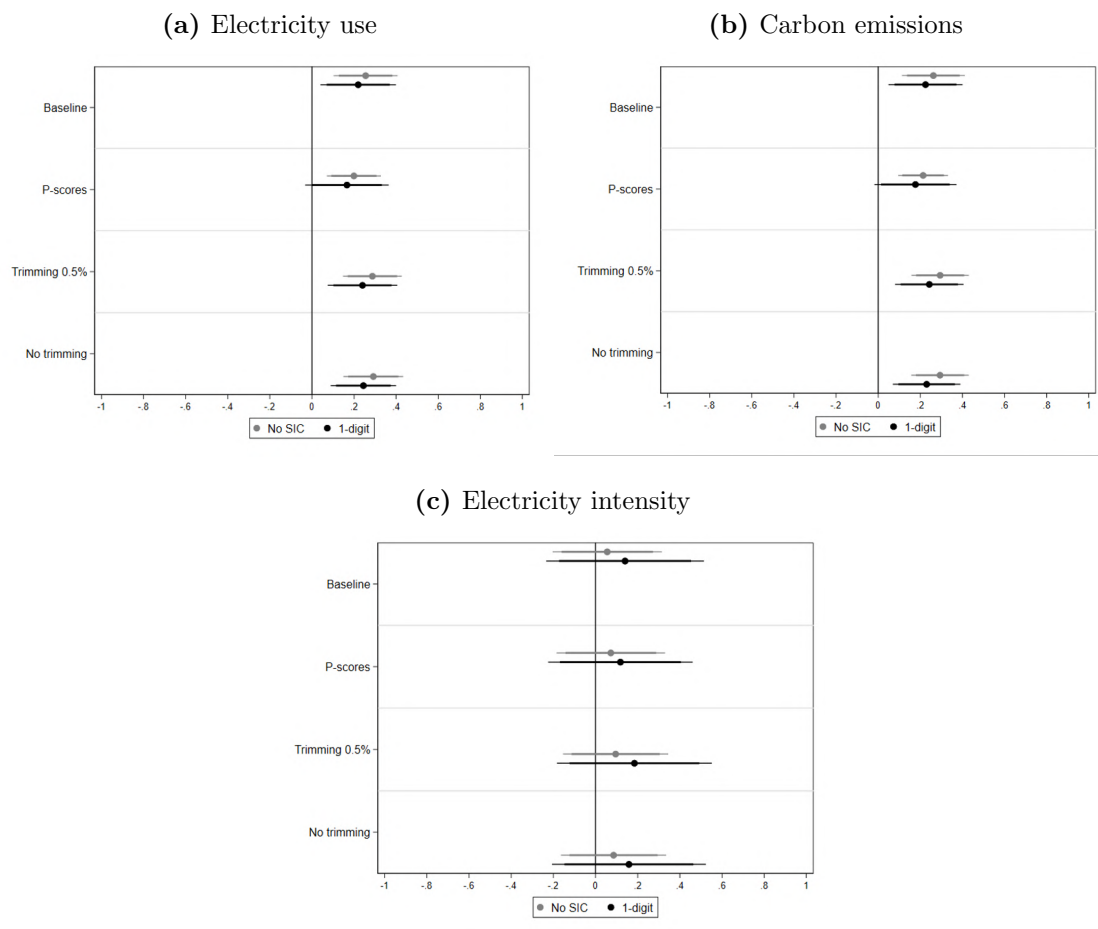 (a) Electricity use
Baseline
P-scores
Trimming 0.5%
No trimming
-1 -.8 -.6 -.4 -.2 0 .2 .4 .6 .8 1
No SIC 1-digit
(b) Carbon emissions
Baseline
P-scores
Trimming 0.5%
No trimming
-1 -.8 -.6 -.4 -.2 0 .2 .4 .6 .8 1
No SIC 1-digit
(c) Electricity intensity
Baseline
P-scores
Trimming 0.5%
No trimming
-1 -.8 -.6 -.4 -.2 0 .2 .4 .6 .8 1
No SIC 1-digit